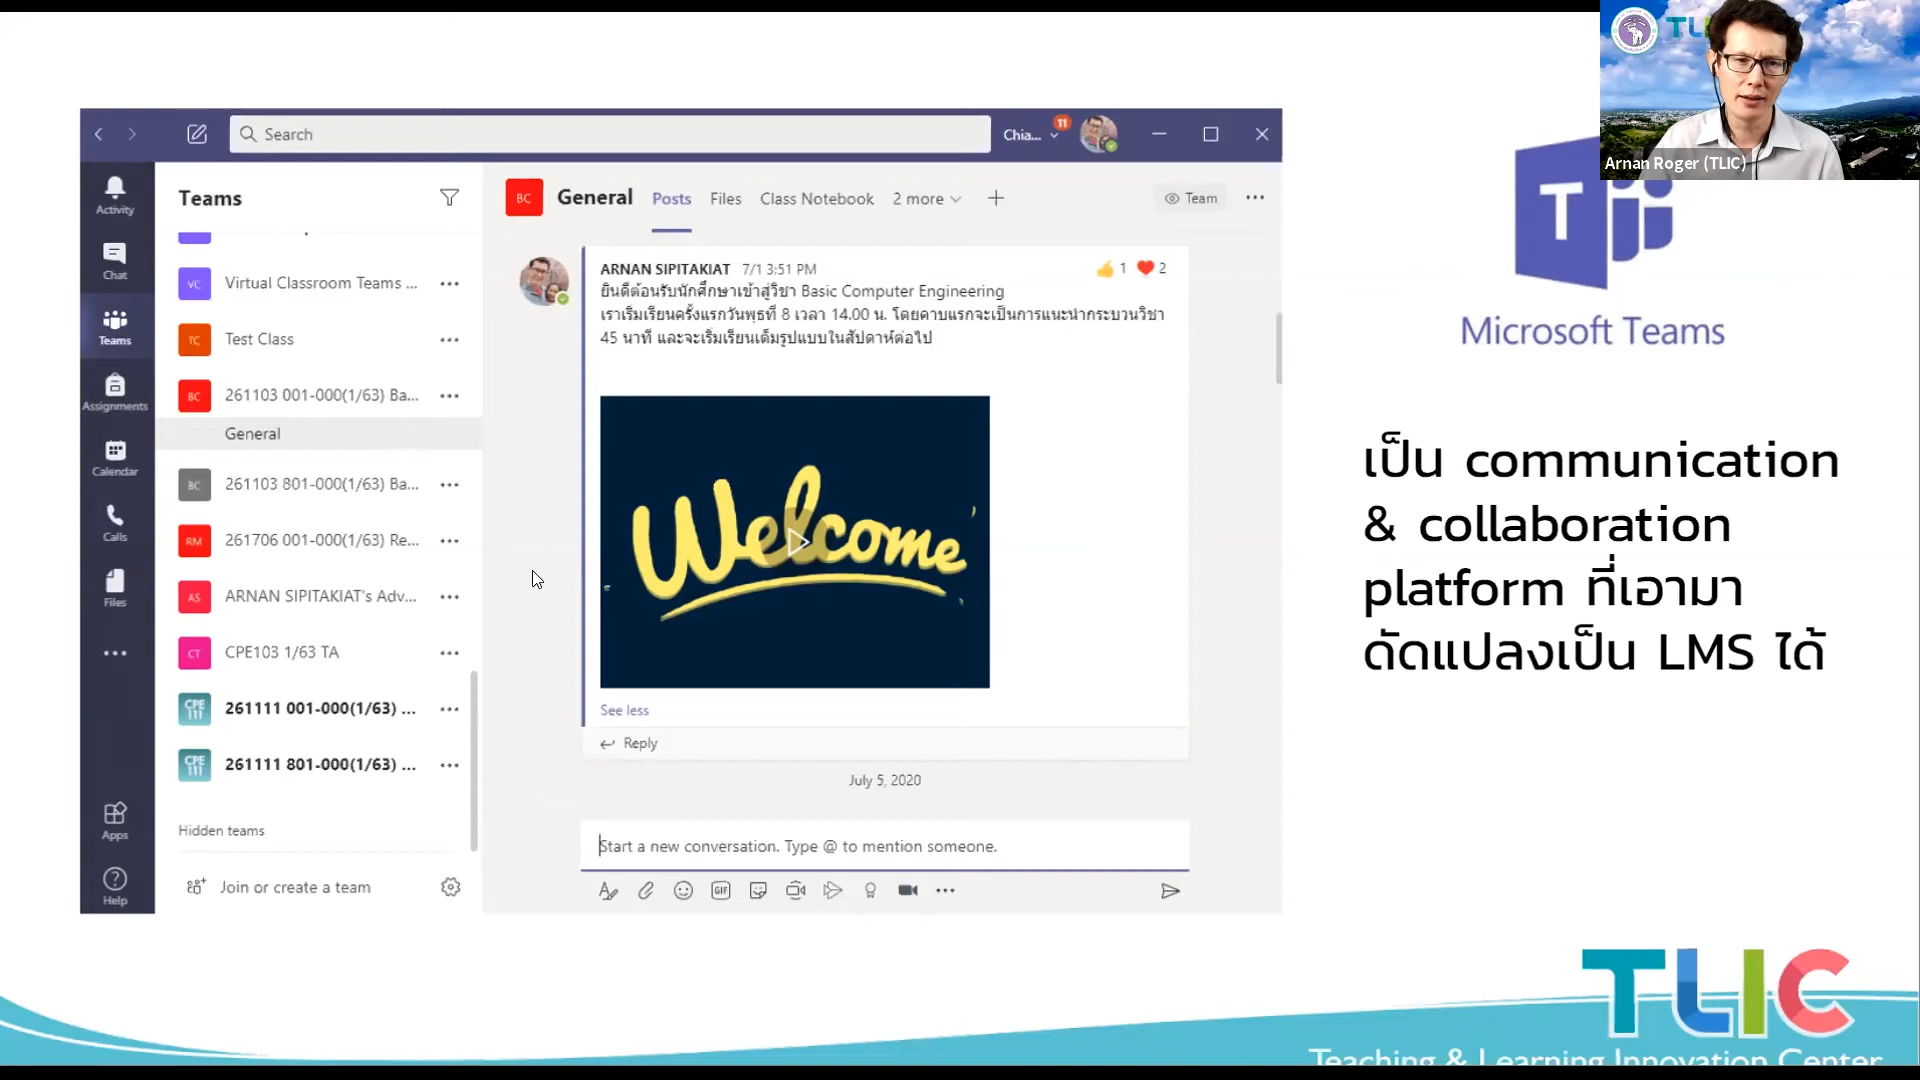 Search
Chia...
11
TLI
Arnan Roger (TLIC)
Activity
Chat
Teams
Assignments
Calendar
Calls
Files
Apps
Help
Teams
VC Virtual Classroom Teams ...
TC Test Class
BC 261103 001-000(1/63) Ba...
General
BC 261103 801-000(1/63) Ba...
RM 261706 001-000(1/63) Re...
AS ARNAN SIPITAKIAT's Adv...
CT CPE103 1/63 TA
CPE 111 261111 001-000(1/63) ...
CPE 111 261111 801-000(1/63) ...
Hidden teams
Join or create a team
BC General Posts Files Class Notebook 2 more Team
ARNAN SIPITAKIAT 7/1 3:51 PM 1 2
ยินดีต้อนรับนักศึกษาเข้าสู่วิชา Basic Computer Engineering
เราเริ่มเรียนครั้งแรกวันพุธที่ 8 เวลา 14.00 น. โดยคาบแรกจะเป็นการแนะนำกระบวนวิชา
45 นาที และจะเริ่มเรียนเต็มรูปแบบในสัปดาห์ต่อไป
Welcome
See less
Reply
July 5, 2020
Start a new conversation. Type @ to mention someone.
GIF
T
Microsoft Teams
เป็น communication
& collaboration
platform ที่เอามา
ดัดแปลงเป็น LMS ได้
TLIC
Teaching & Learning Innovation Center